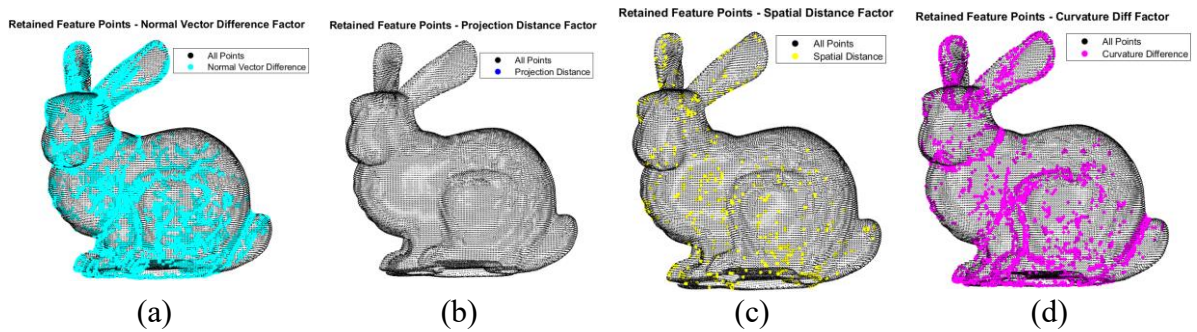 Retained Feature Points - Normal Vector Difference Factor
All Points
Normal Vector Difference
(a)
Retained Feature Points - Projection Distance Factor
All Points
Projection Distance
(b)
Retained Feature Points - Spatial Distance Factor
All Points
Spatial Distance
(c)
Retained Feature Points - Curvature Diff Factor
All Points
Curvature Difference
(d)